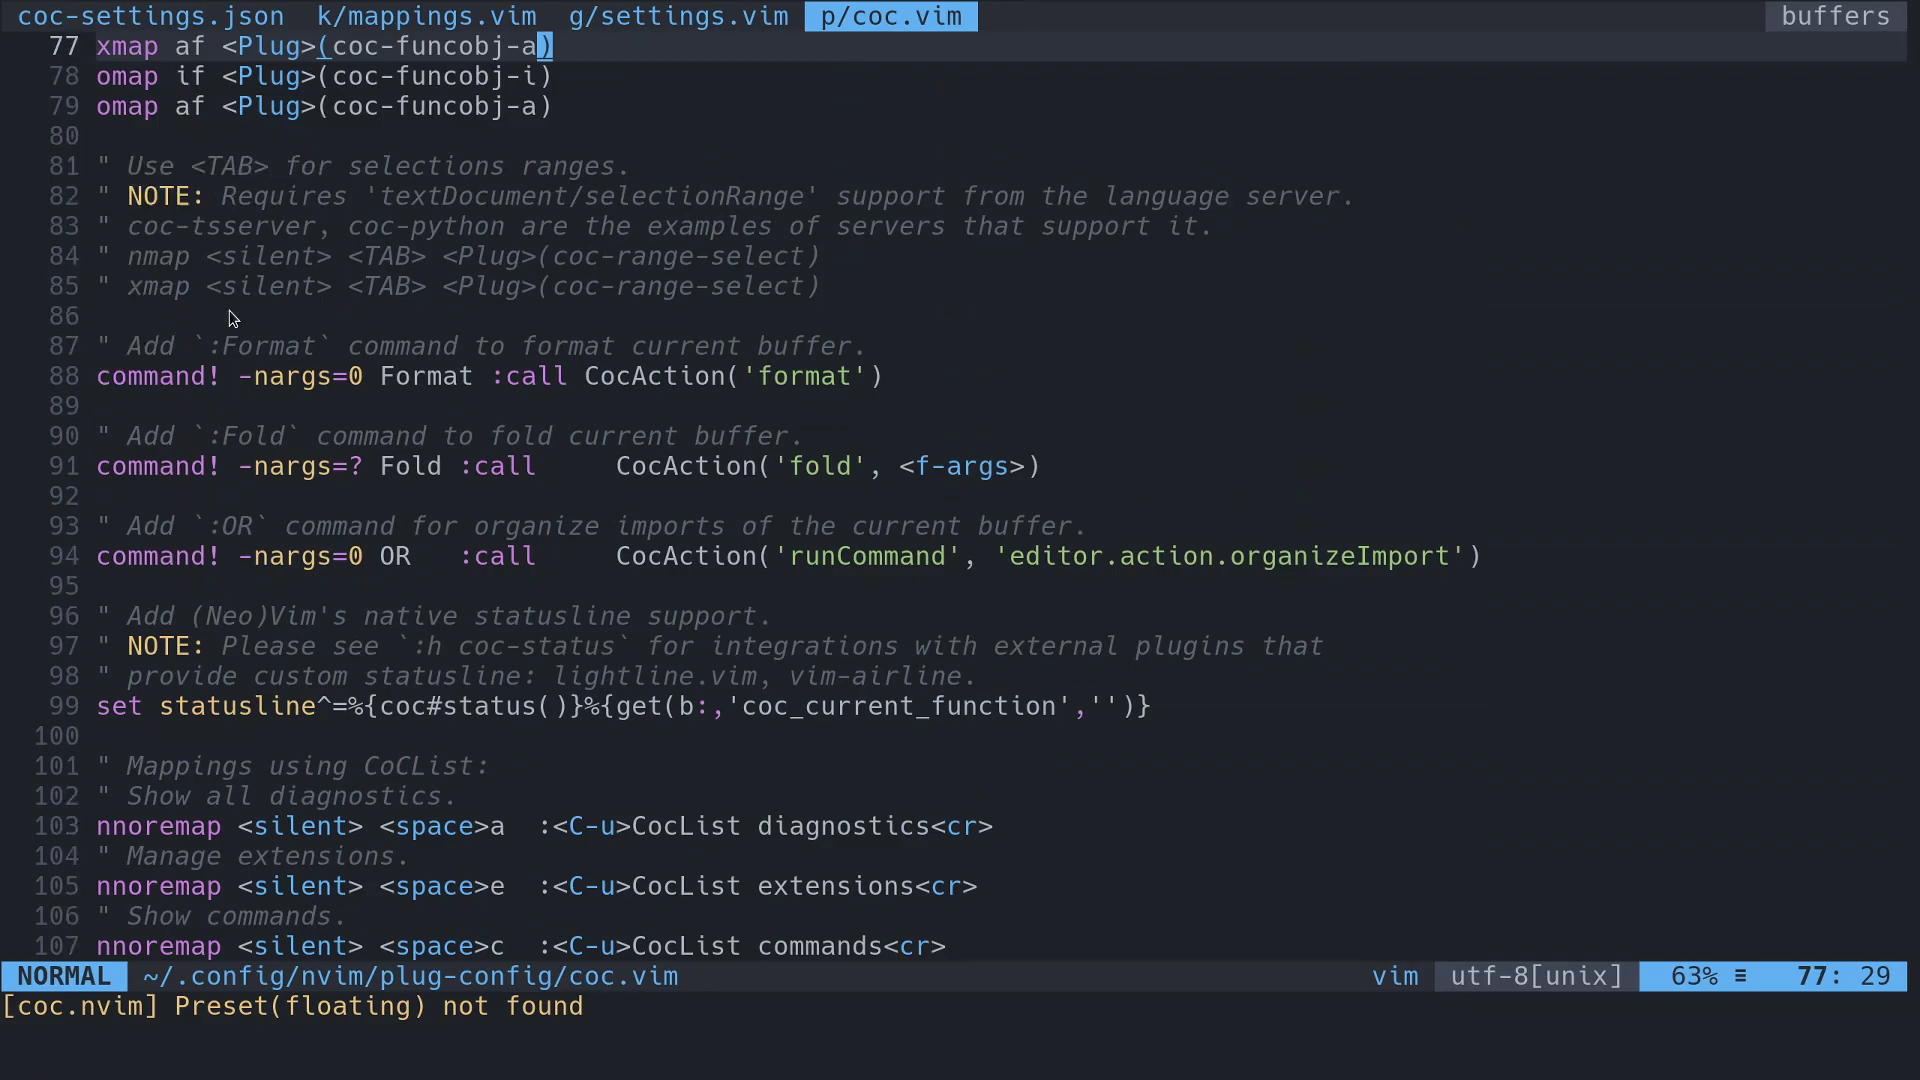 coc-settings.json k/mappings.vim g/settings.vim p/coc.vim buffers
77 xmap af <Plug>(coc-funcobj-a)
78 omap if <Plug>(coc-funcobj-i)
79 omap af <Plug>(coc-funcobj-a)
80
81 " Use <TAB> for selections ranges.
82 " NOTE: Requires 'textDocument/selectionRange' support from the language server.
83 " coc-tsserver, coc-python are the examples of servers that support it.
84 " nmap <silent> <TAB> <Plug>(coc-range-select)
85 " xmap <silent> <TAB> <Plug>(coc-range-select)
86
87 " Add `:Format` command to format current buffer.
88 command! -nargs=0 Format :call CocAction('format')
89
90 " Add `:Fold` command to fold current buffer.
91 command! -nargs=? Fold :call     CocAction('fold', <f-args>)
92
93 " Add `:OR` command for organize imports of the current buffer.
94 command! -nargs=0 OR   :call     CocAction('runCommand', 'editor.action.organizeImport')
95
96 " Add (Neo)Vim's native statusline support.
97 " NOTE: Please see `:h coc-status` for integrations with external plugins that
98 " provide custom statusline: lightline.vim, vim-airline.
99 set statusline^=%{coc#status()}%{get(b:,'coc_current_function','')}
100
101 " Mappings using CoCList:
102 " Show all diagnostics.
103 nnoremap <silent> <space>a  :<C-u>CocList diagnostics<cr>
104 " Manage extensions.
105 nnoremap <silent> <space>e  :<C-u>CocList extensions<cr>
106 " Show commands.
107 nnoremap <silent> <space>c  :<C-u>CocList commands<cr>
NORMAL ~/.config/nvim/plug-config/coc.vim vim utf-8[unix] 63% ≡ 77: 29
[coc.nvim] Preset(floating) not found